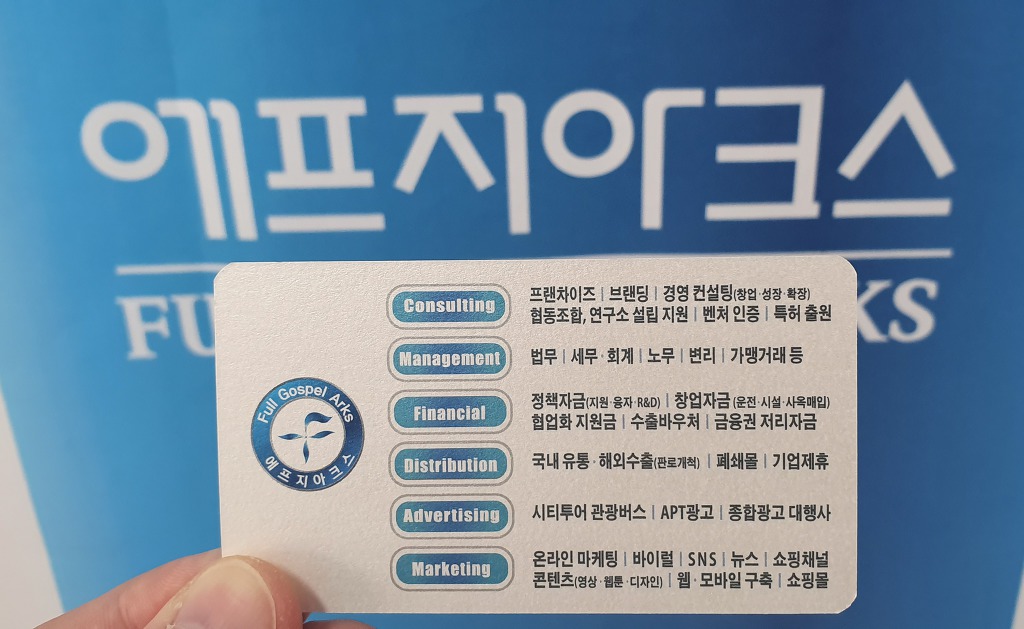 에프지아크스
FU KS
Full Gospel Arks
에프지아크스
Consulting
프랜차이즈 | 브랜딩 | 경영 컨설팅(창업·성장·확장)
협동조합, 연구소 설립 지원 | 벤처 인증 | 특허 출원
Management
법무 | 세무·회계 | 노무 | 변리 | 가맹거래 등
Financial
정책자금(지원·융자·R&D) | 창업자금 (운전·시설·사옥매입)
협업화 지원금 | 수출바우처 | 금융권 저리자금
Distribution
국내 유통·해외수출(판로개척) | 폐쇄몰 | 기업제휴
Advertising
시티투어 관광버스 | APT광고 | 종합광고 대행사
Marketing
온라인 마케팅 | 바이럴 | SNS | 뉴스 | 쇼핑채널
콘텐츠(영상·웹툰·디자인) | 웹·모바일 구축 | 쇼핑몰